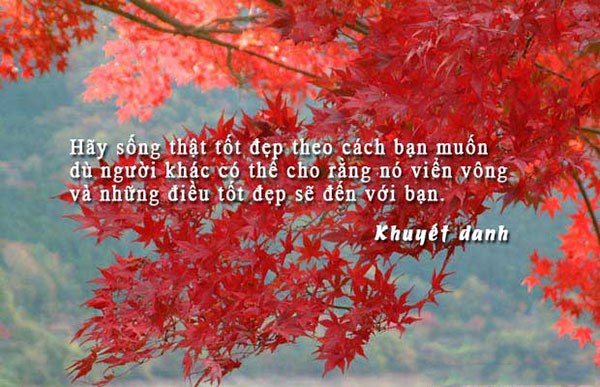 Hãy sống thật tốt đẹp theo cách bạn muốn
dù người khác có thể cho rằng nó viển vông
và những điều tốt đẹp sẽ đến với bạn.
Khuyết danh